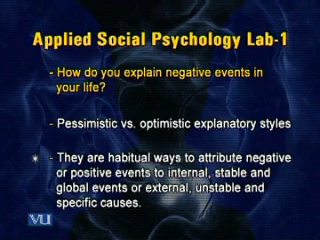 Applied Social Psychology Lab-1
- How do you explain negative events in
your life?
- Pessimistic vs. optimistic explanatory styles
* - They are habitual ways to attribute negative
or positive events to internal, stable and
global events or external, unstable and
specific causes.
VU